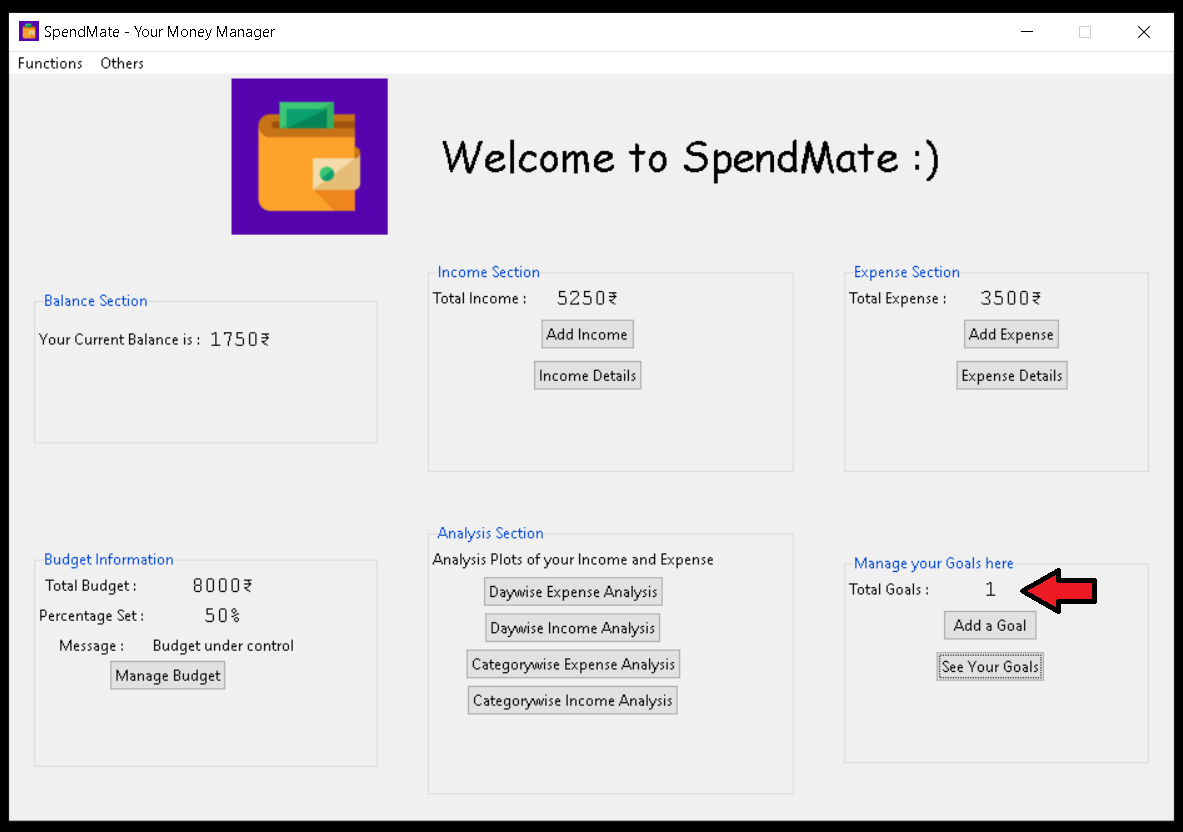 SpendMate - Your Money Manager
Functions Others
Welcome to SpendMate :)
Balance Section
Your Current Balance is : 1750₹
Income Section
Total Income : 5250₹
Add Income
Income Details
Expense Section
Total Expense : 3500₹
Add Expense
Expense Details
Budget Information
Total Budget : 8000₹
Percentage Set : 50%
Message : Budget under control
Manage Budget
Analysis Section
Analysis Plots of your Income and Expense
Daywise Expense Analysis
Daywise Income Analysis
Categorywise Expense Analysis
Categorywise Income Analysis
Manage your Goals here
Total Goals : 1
Add a Goal
See Your Goals